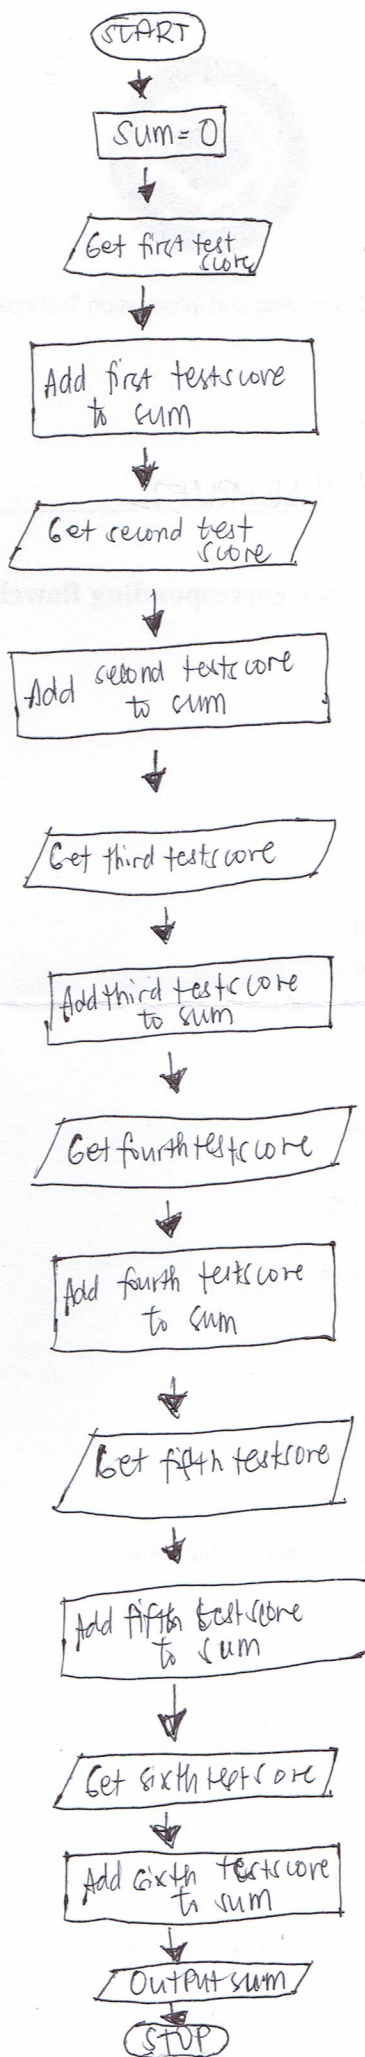 START
Sum = 0
Get first test
score
Add first testscore
to sum
Get second test
score
Add second testscore
to sum
Get third testscore
Add third testscore
to sum
Get fourth testscore
Add fourth testscore
to sum
Get fifth testscore
Add fifth testscore
to sum
Get sixth testscore
Add sixth testscore
to sum
Output sum
STOP